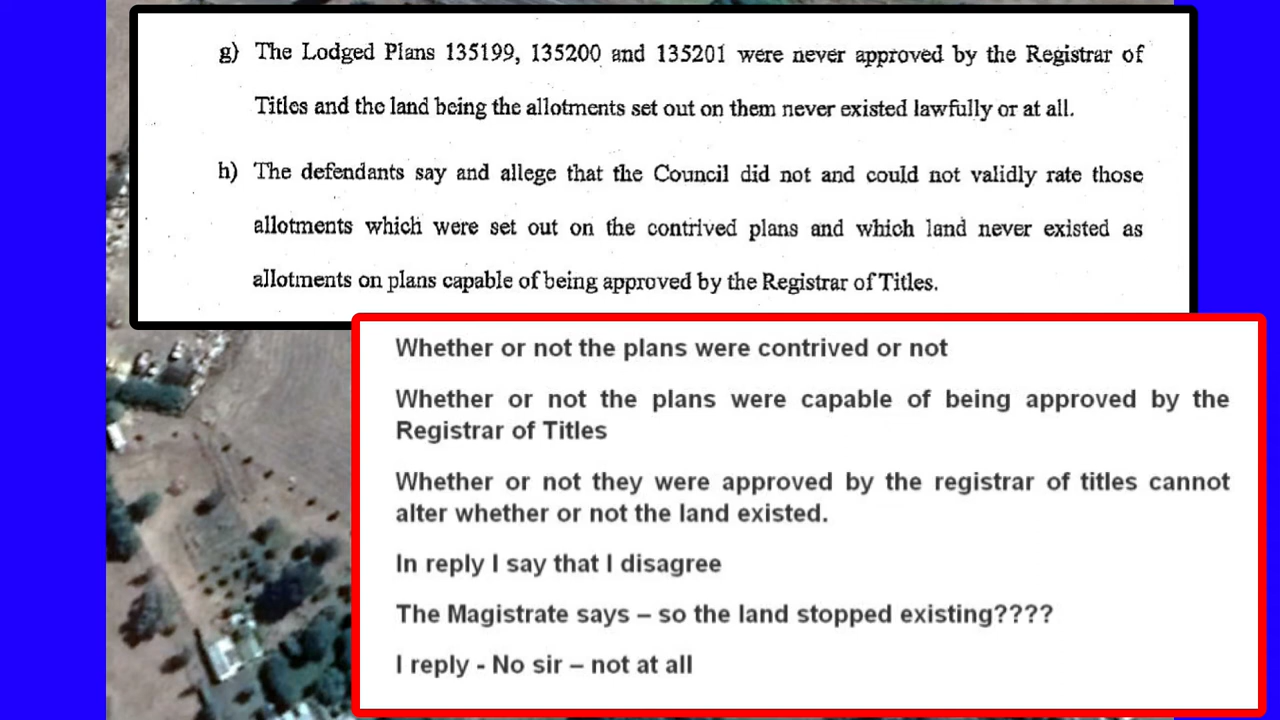 g) The Lodged Plans 135199, 135200 and 135201 were never approved by the Registrar of
Titles and the land being the allotments set out on them never existed lawfully or at all.
h) The defendants say and allege that the Council did not and could not validly rate those
allotments which were set out on the contrived plans and which land never existed as
allotments on plans capable of being approved by the Registrar of Titles.
Whether or not the plans were contrived or not
Whether or not the plans were capable of being approved by the
Registrar of Titles
Whether or not they were approved by the registrar of titles cannot
alter whether or not the land existed.
In reply I say that I disagree
The Magistrate says – so the land stopped existing????
I reply - No sir – not at all